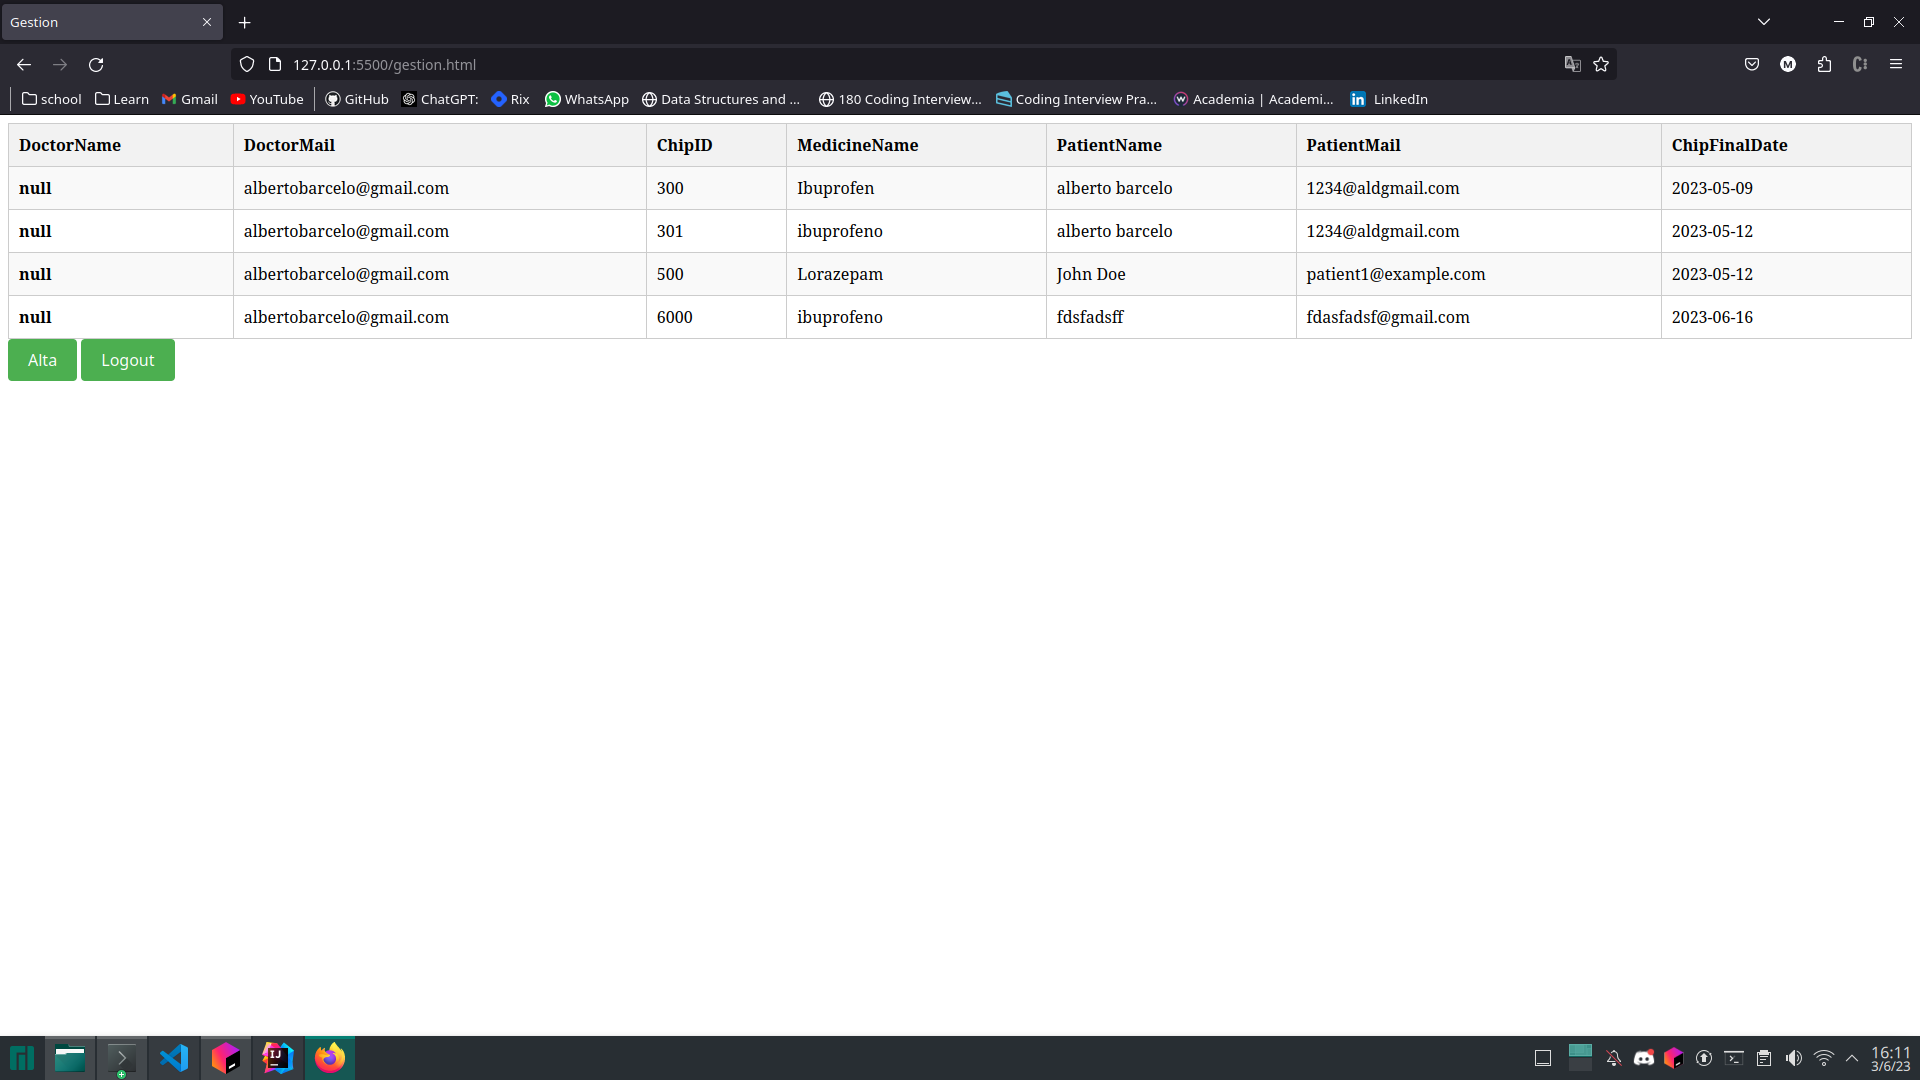 Gestion
127.0.0.1:5500/gestion.html
school Learn Gmail YouTube GitHub ChatGPT: Rix WhatsApp Data Structures and ... 180 Coding Interview... Coding Interview Pra... Academia | Academi... LinkedIn
DoctorName DoctorMail ChipID MedicineName PatientName PatientMail ChipFinalDate
null albertobarcelo@gmail.com 300 Ibuprofen alberto barcelo 1234@aldgmail.com 2023-05-09
null albertobarcelo@gmail.com 301 ibuprofeno alberto barcelo 1234@aldgmail.com 2023-05-12
null albertobarcelo@gmail.com 500 Lorazepam John Doe patient1@example.com 2023-05-12
null albertobarcelo@gmail.com 6000 ibuprofeno fdsfadsff fdasfadsf@gmail.com 2023-06-16
Alta Logout
16:11
3/6/23